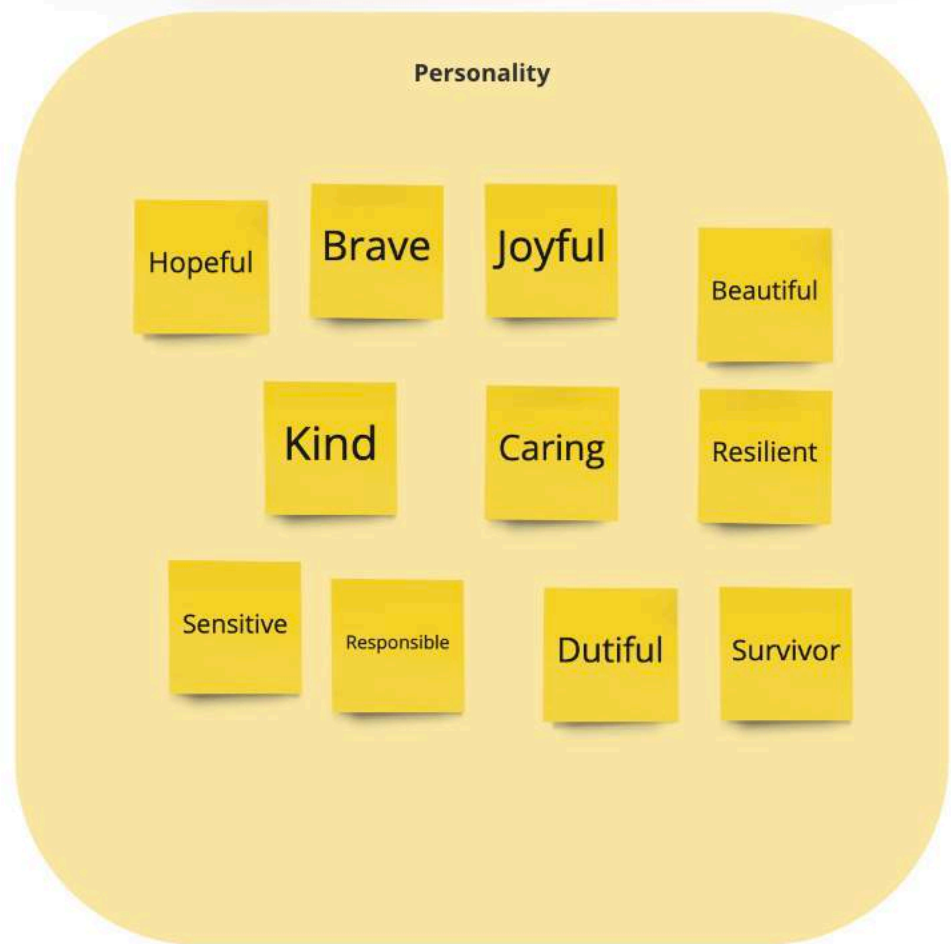 Personality
Hopeful
Brave
Joyful
Beautiful
Kind
Caring
Resilient
Sensitive
Responsible
Dutiful
Survivor